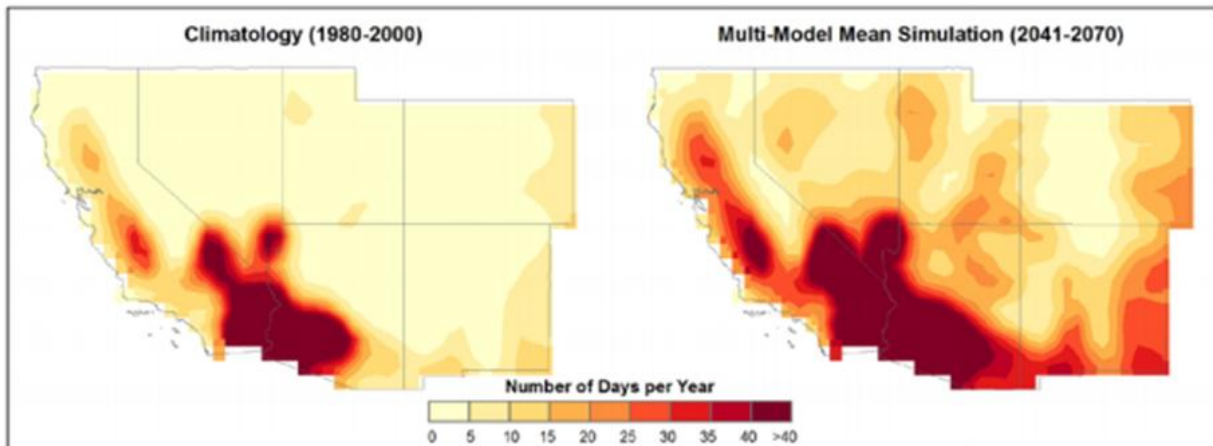 Climatology (1980-2000)
Multi-Model Mean Simulation (2041-2070)
Number of Days per Year
0 5 10 15 20 25 30 35 40 >40